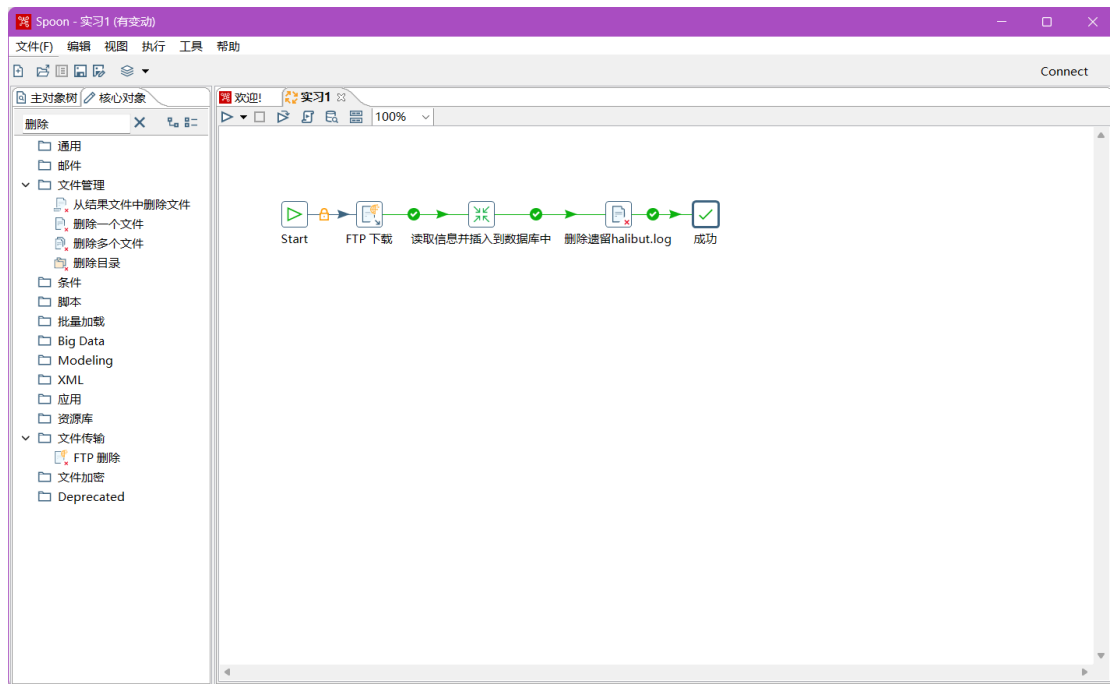 Spoon - 实习1 (有变动)
文件(F) 编辑 视图 执行 工具 帮助
Connect
主对象树 核心对象
欢迎! 实习1
删除
100%
通用
邮件
文件管理
从结果文件中删除文件
删除一个文件
删除多个文件
删除目录
条件
脚本
批量加载
Big Data
Modeling
XML
应用
资源库
文件传输
FTP 删除
文件加密
Deprecated
Start FTP 下载 读取信息并插入到数据库中 删除遗留halibut.log 成功